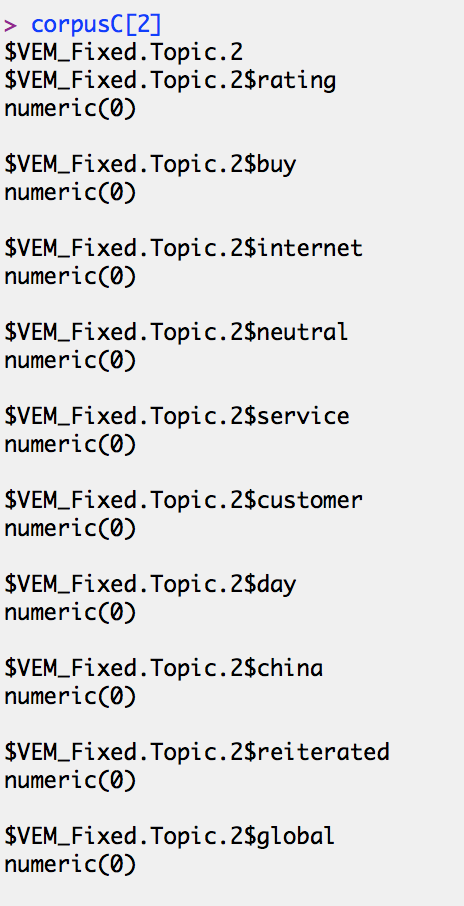 > corpusC[2]
$VEM_Fixed.Topic.2
$VEM_Fixed.Topic.2$rating
numeric(0)
$VEM_Fixed.Topic.2$buy
numeric(0)
$VEM_Fixed.Topic.2$internet
numeric(0)
$VEM_Fixed.Topic.2$neutral
numeric(0)
$VEM_Fixed.Topic.2$service
numeric(0)
$VEM_Fixed.Topic.2$customer
numeric(0)
$VEM_Fixed.Topic.2$day
numeric(0)
$VEM_Fixed.Topic.2$china
numeric(0)
$VEM_Fixed.Topic.2$reiterated
numeric(0)
$VEM_Fixed.Topic.2$global
numeric(0)